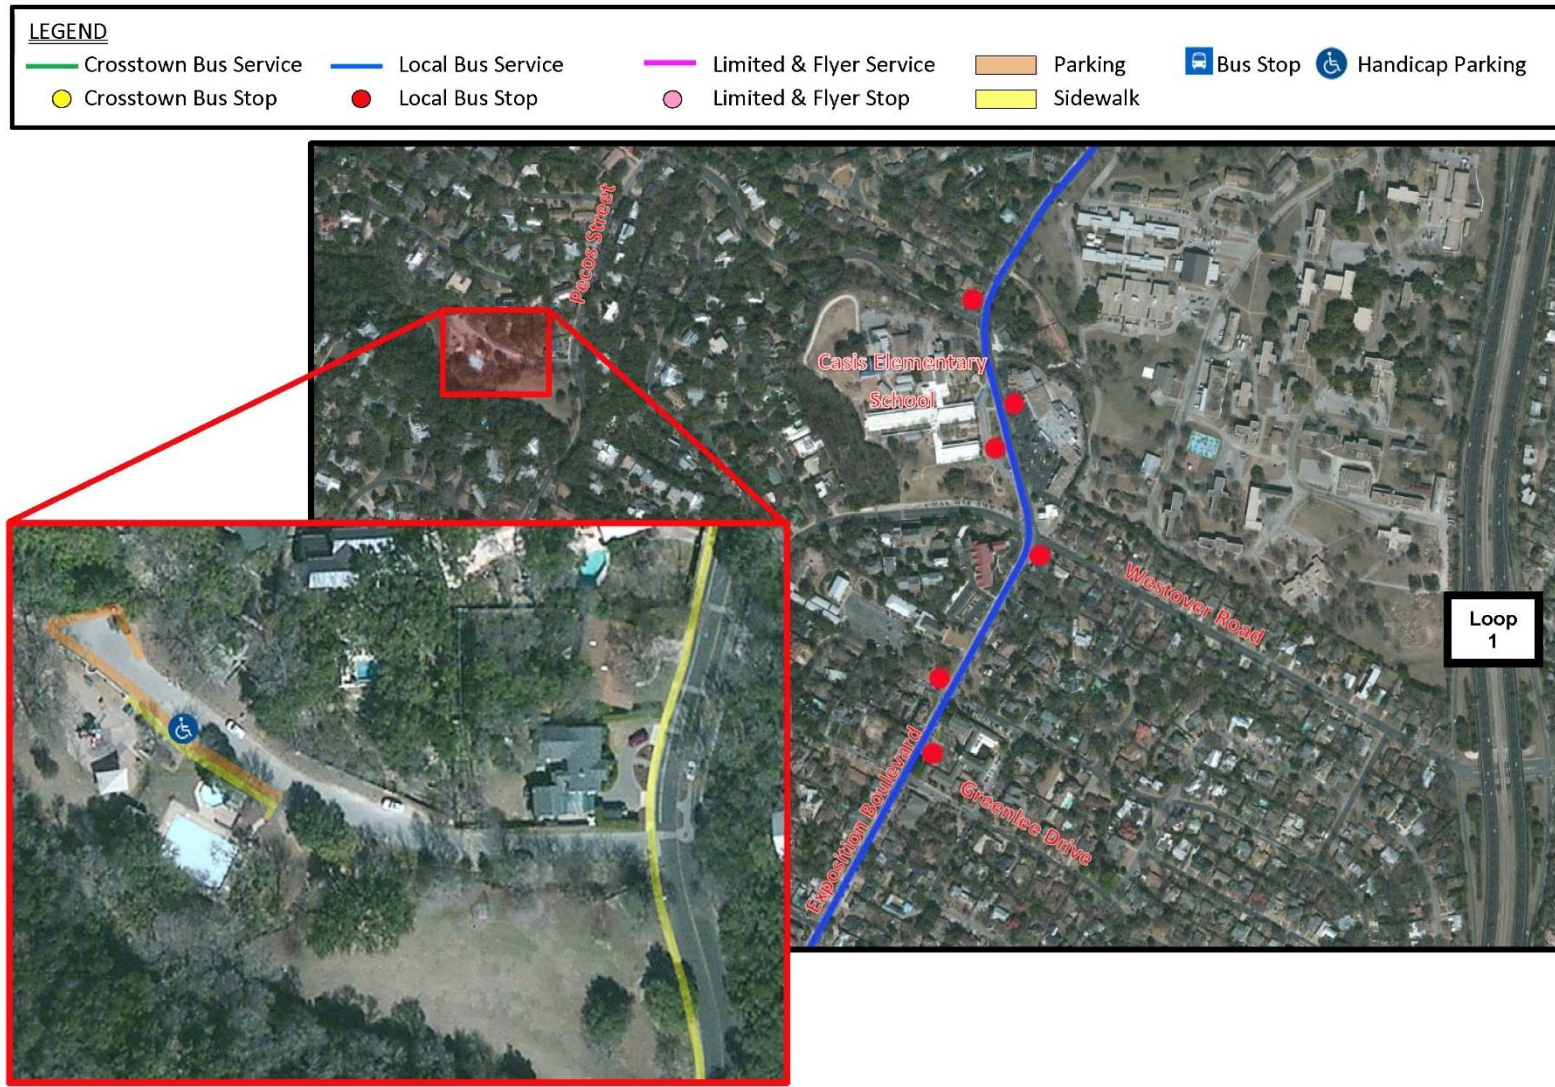 LEGEND
Crosstown Bus Service
Local Bus Service
Limited & Flyer Service
Parking
Bus Stop
Handicap Parking
Crosstown Bus Stop
Local Bus Stop
Limited & Flyer Stop
Sidewalk
Pecos Street
Casis Elementary
School
Westover Road
Loop
1
Exposition Boulevard
Greenlee Drive